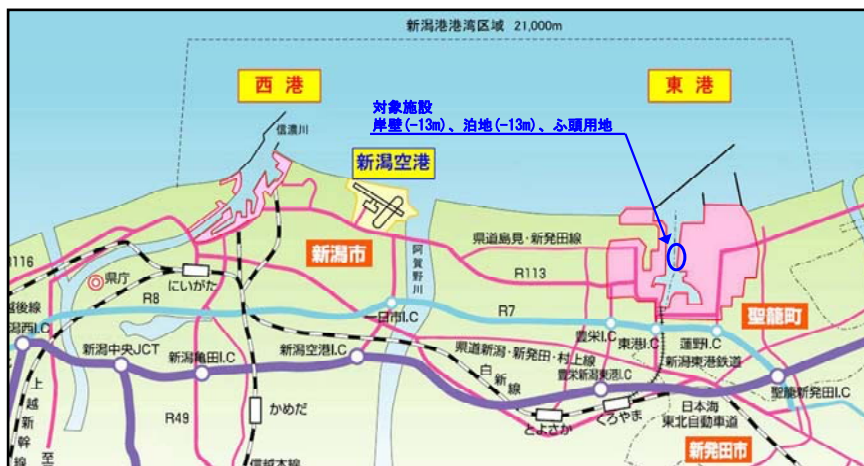 新潟港港湾区域 21,000m
西 港
東 港
対象施設
岸壁(-13m)、泊地(-13m)、ふ頭用地
信濃川
新潟空港
新潟市
阿賀野川
県道島見・新発田線
R113
R116
県庁
にいがた
越後線
R8
一日市I.C
R7
豊栄I.C
東港I.C
蓮野I.C
聖籠町
新潟西I.C
新潟中央JCT
新潟亀田I.C
新潟空港I.C
県道新潟・新発田・村上線
新潟東港鉄道
豊栄新潟東港I.C
聖籠新発田I.C
白新線
上越新幹線
R49
かめだ
とよさか
くろやま
日本海
東北自動車道
新発田市
信越本線
至